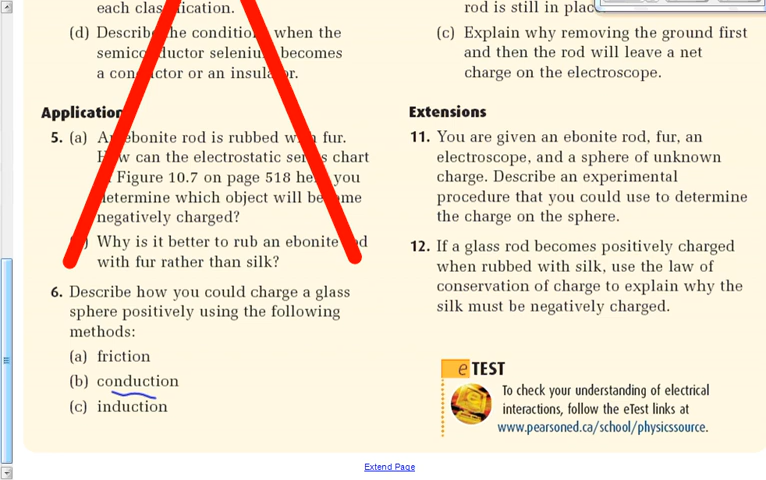 each classification.
(d) Describe the condition when the
semiconductor selenium becomes
a conductor or an insulator.
Application
5. (a) An ebonite rod is rubbed with fur.
How can the electrostatic series chart
Figure 10.7 on page 518 help you
determine which object will become
negatively charged?
Why is it better to rub an ebonite rod
with fur rather than silk?
6. Describe how you could charge a glass
sphere positively using the following
methods:
(a) friction
(b) conduction
(c) induction
rod is still in plac
(c) Explain why removing the ground first
and then the rod will leave a net
charge on the electroscope.
Extensions
11. You are given an ebonite rod, fur, an
electroscope, and a sphere of unknown
charge. Describe an experimental
procedure that you could use to determine
the charge on the sphere.
12. If a glass rod becomes positively charged
when rubbed with silk, use the law of
conservation of charge to explain why the
silk must be negatively charged.
e TEST
To check your understanding of electrical
interactions, follow the eTest links at
www.pearsoned.ca/school/physicssource.
Extend Page